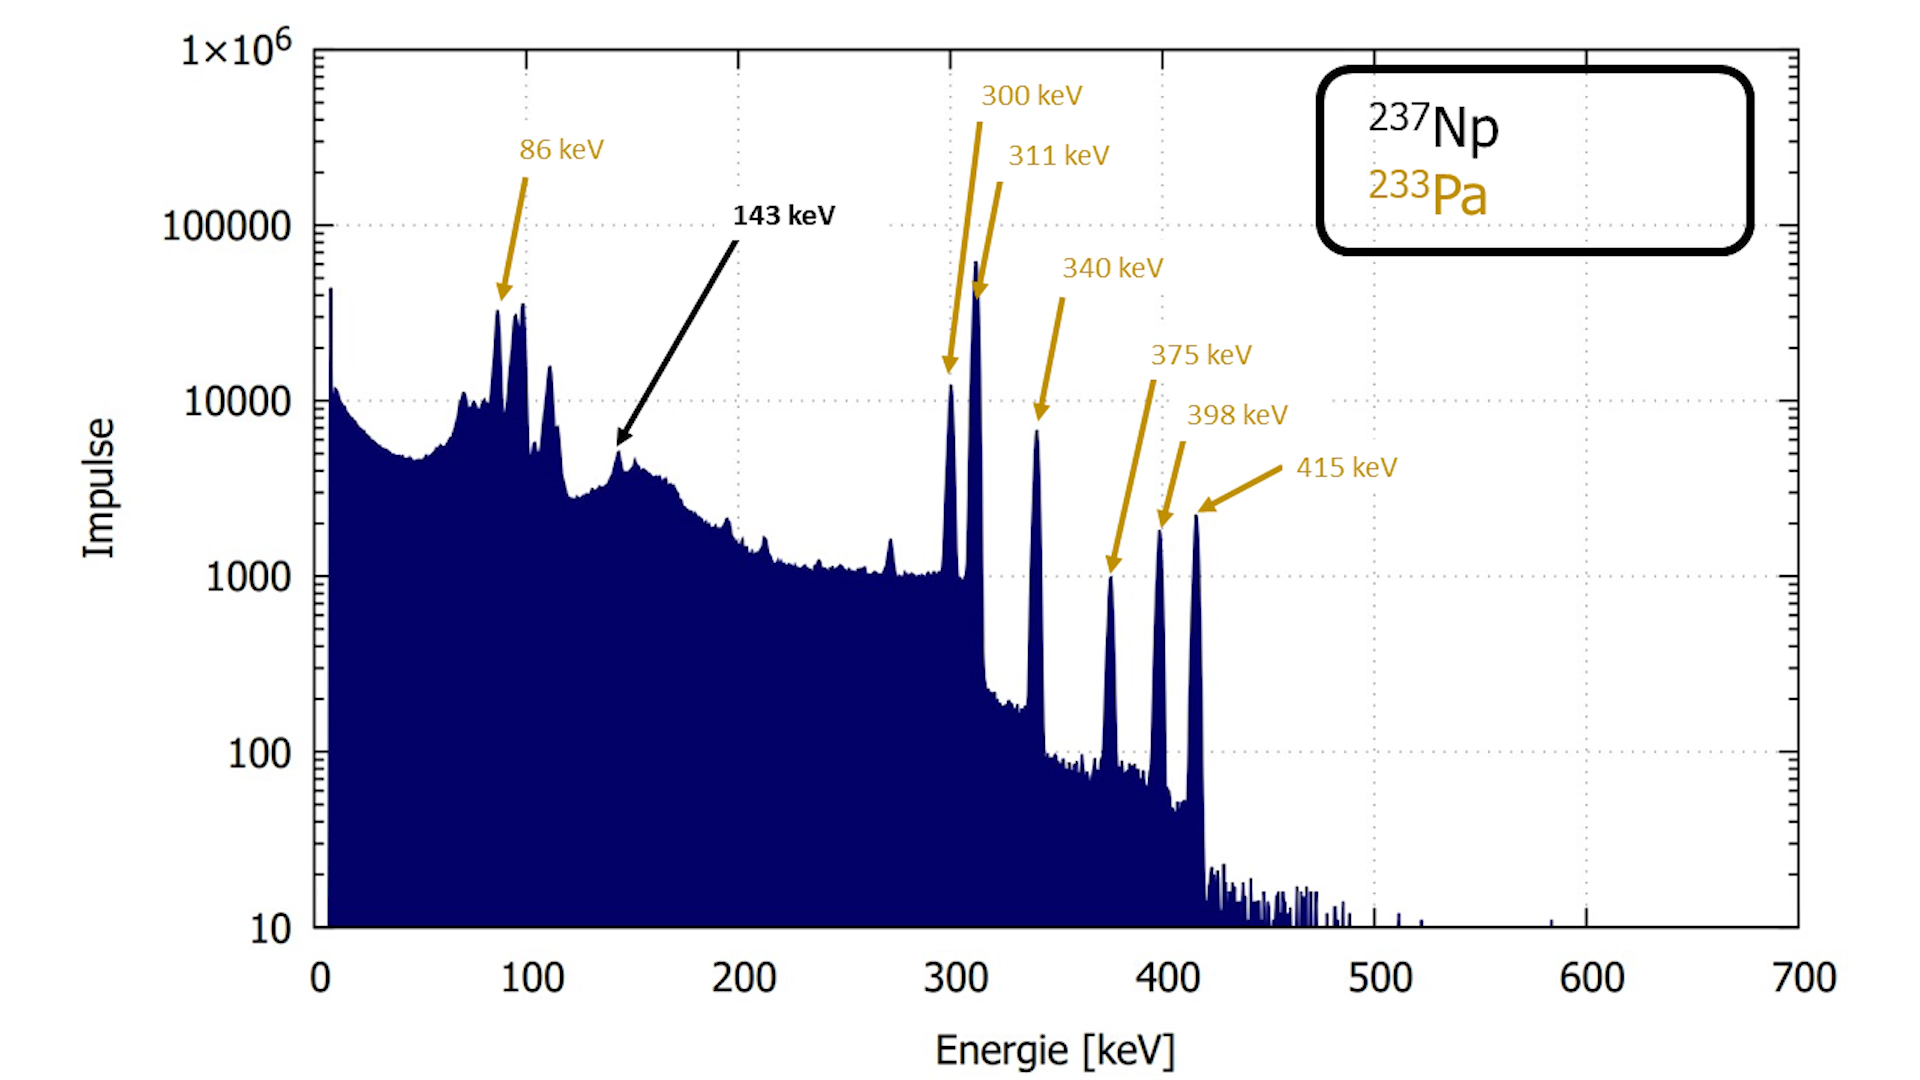 1×10⁶
100000
10000
1000
100
10
Impulse
0 100 200 300 400 500 600 700
Energie [keV]
86 keV
143 keV
300 keV
311 keV
340 keV
375 keV
398 keV
415 keV
²³⁷Np
²³³Pa